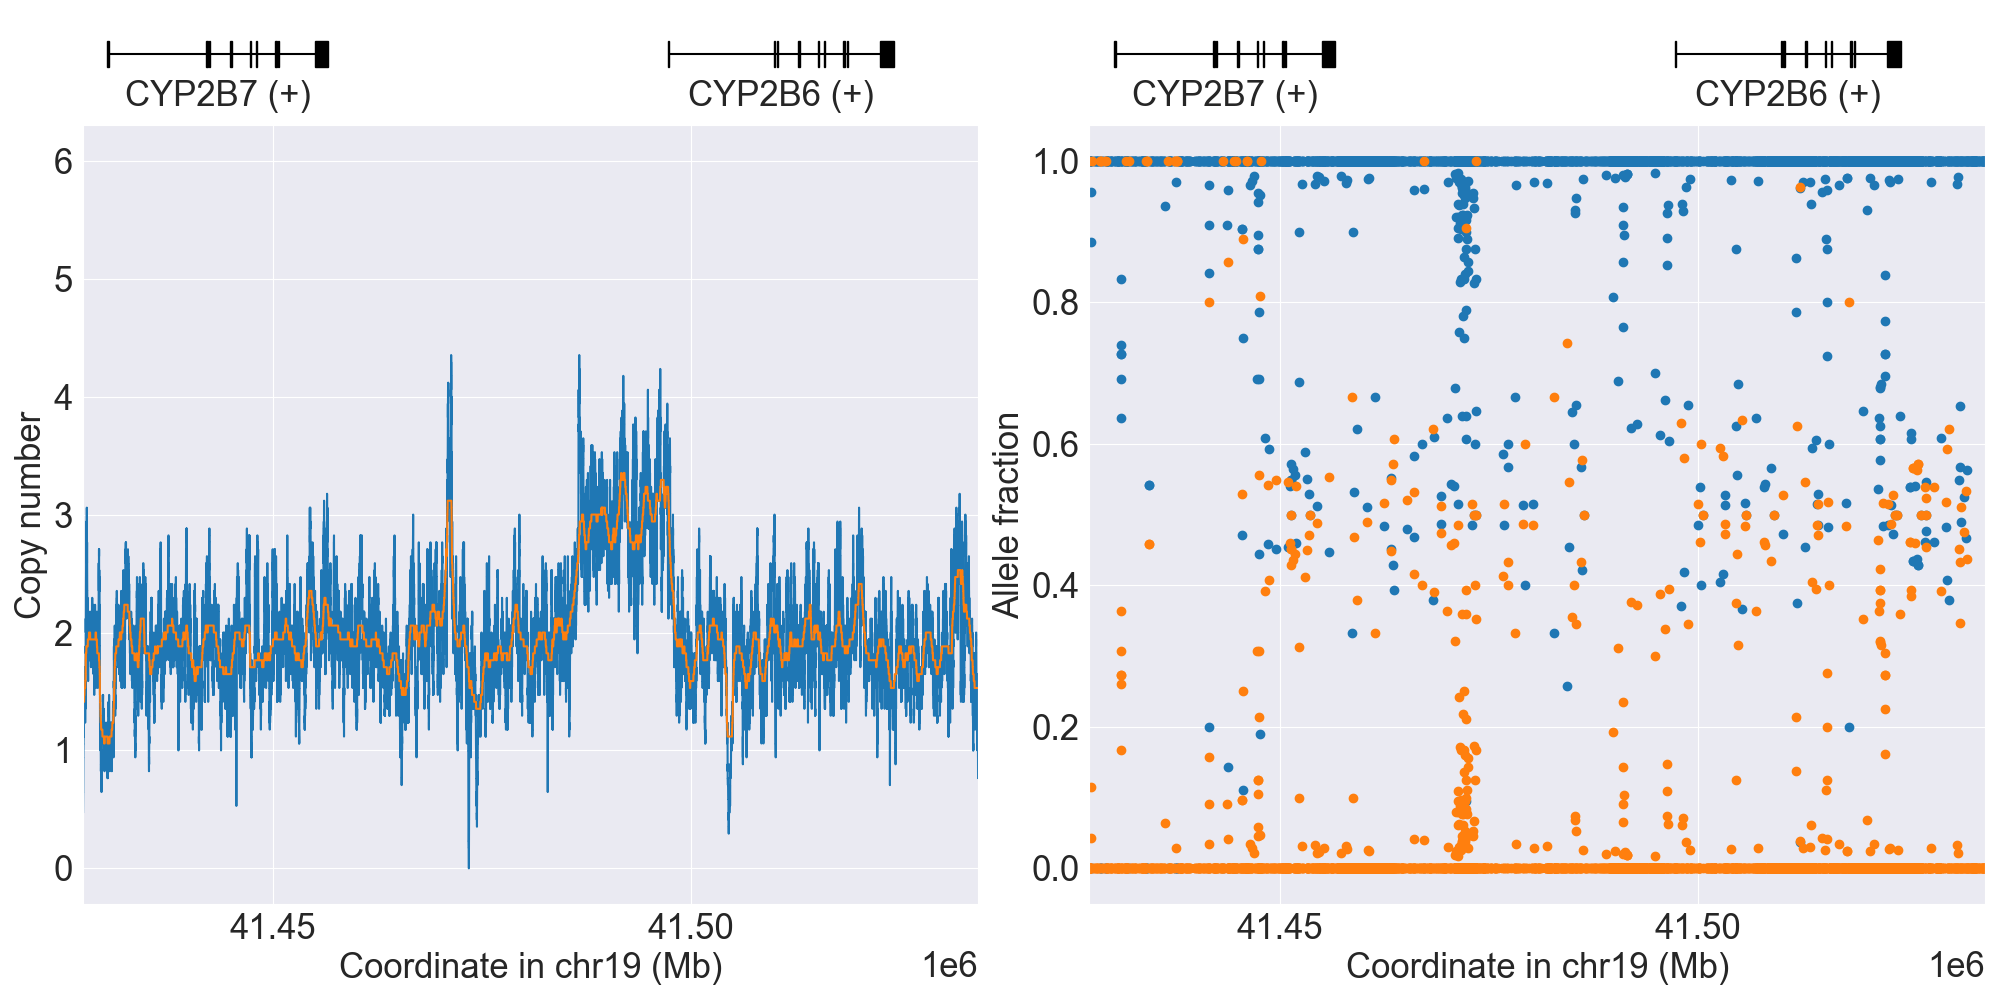 CYP2B7 (+)
CYP2B6 (+)
CYP2B7 (+)
CYP2B6 (+)
6
5
4
3
2
1
0
Copy number
41.45
41.50
Coordinate in chr19 (Mb)
1e6
1.0
0.8
0.6
0.4
0.2
0.0
Allele fraction
41.45
41.50
Coordinate in chr19 (Mb)
1e6